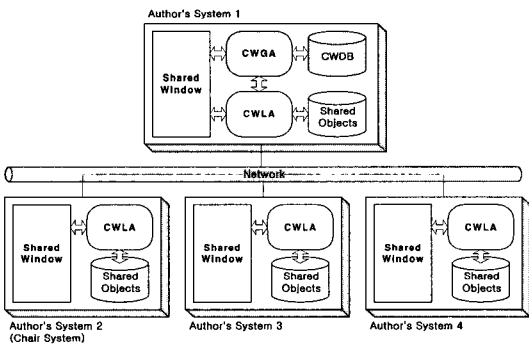 Author's System 1
Shared
Window
CWGA
CWDB
CWLA
Shared
Objects
Network
Shared
Window
CWLA
Shared
Objects
Author's System 2
(Chair System)
Shared
Window
CWLA
Shared
Objects
Author's System 3
Shared
Window
CWLA
Shared
Objects
Author's System 4